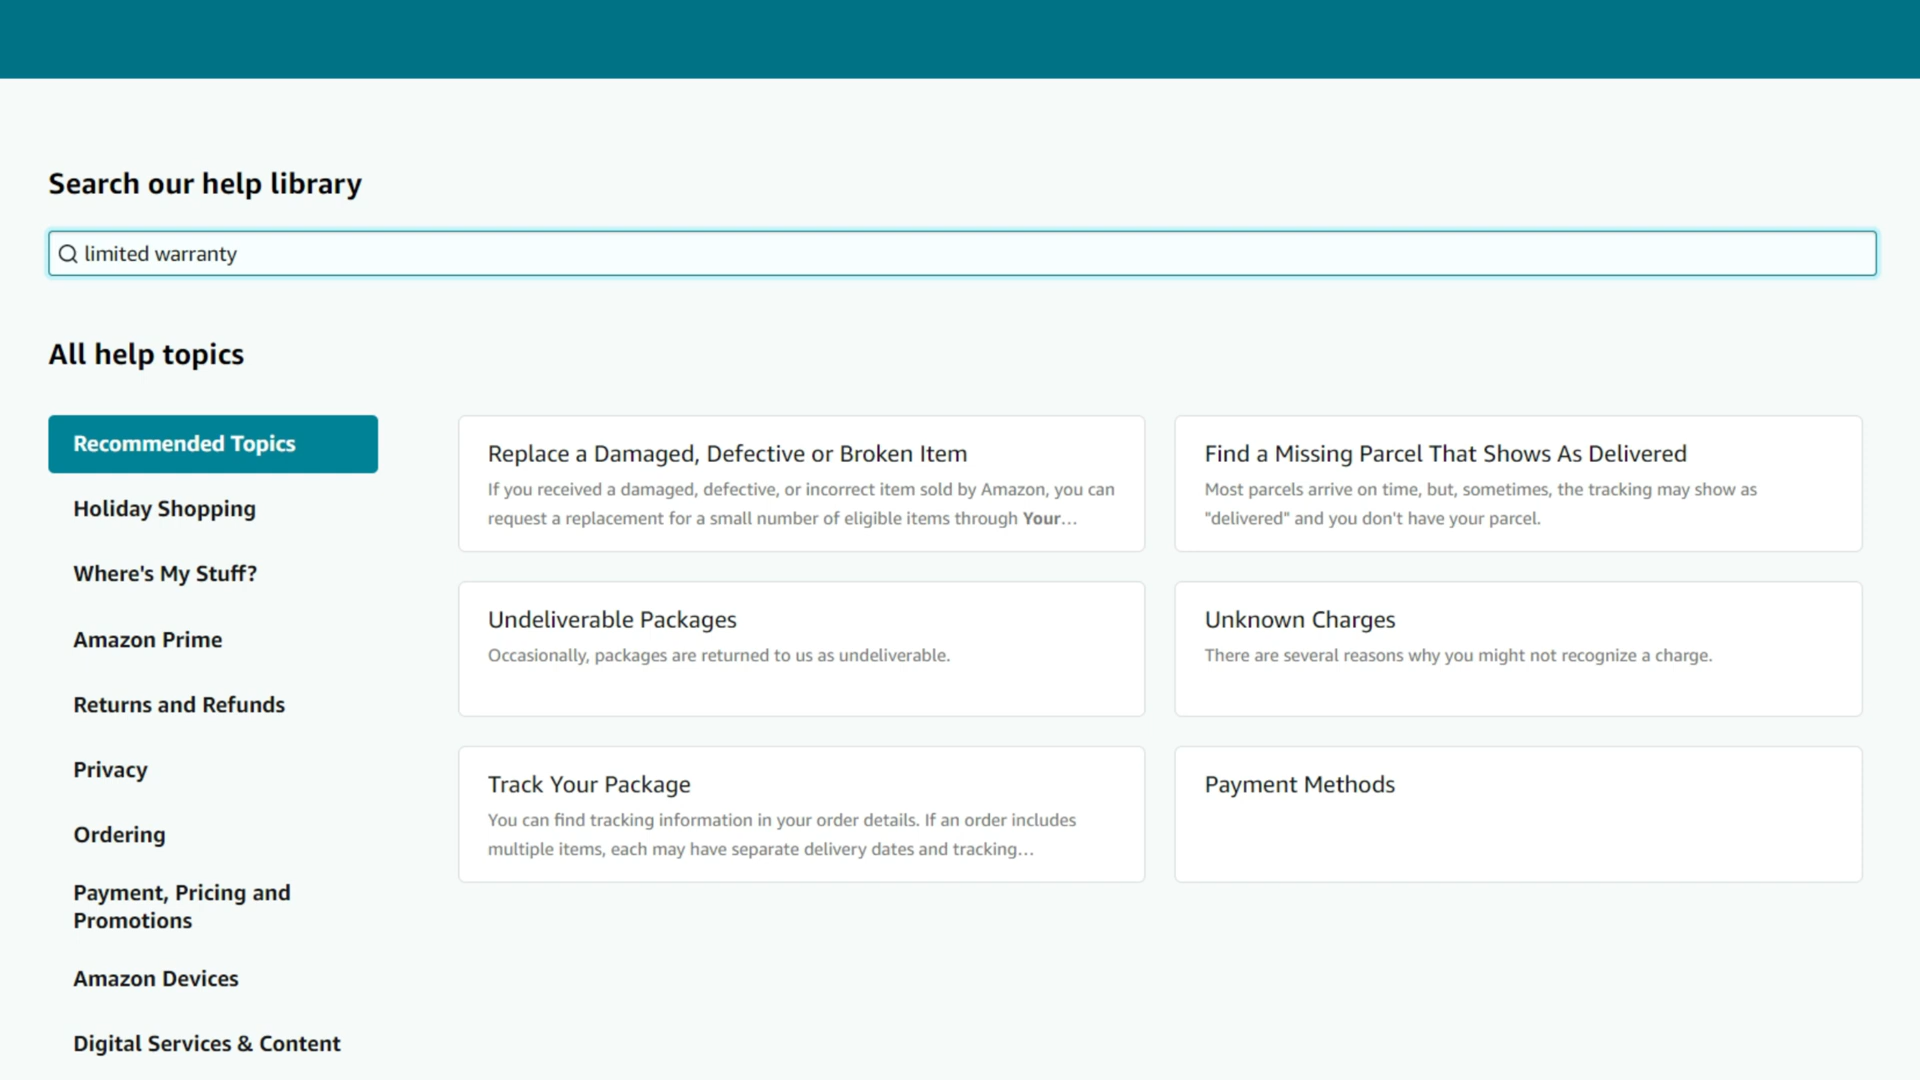 Search our help library
limited warranty
All help topics
Recommended Topics
Holiday Shopping
Where's My Stuff?
Amazon Prime
Returns and Refunds
Privacy
Ordering
Payment, Pricing and
Promotions
Amazon Devices
Digital Services & Content
Replace a Damaged, Defective or Broken Item
If you received a damaged, defective, or incorrect item sold by Amazon, you can
request a replacement for a small number of eligible items through Your...
Find a Missing Parcel That Shows As Delivered
Most parcels arrive on time, but, sometimes, the tracking may show as
"delivered" and you don't have your parcel.
Undeliverable Packages
Occasionally, packages are returned to us as undeliverable.
Unknown Charges
There are several reasons why you might not recognize a charge.
Track Your Package
You can find tracking information in your order details. If an order includes
multiple items, each may have separate delivery dates and tracking...
Payment Methods